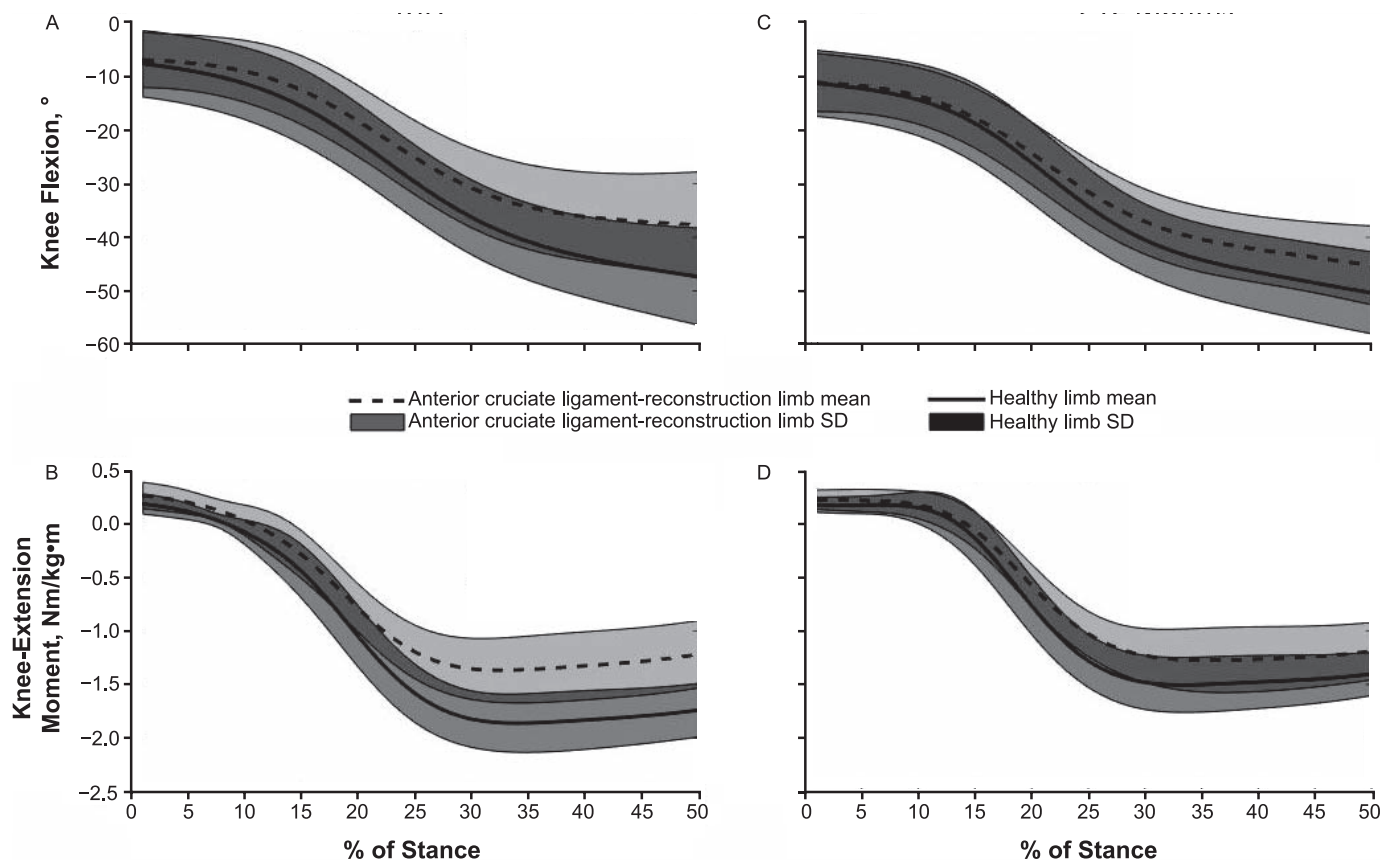 A
C
0
−10
−20
−30
−40
−50
−60
Knee Flexion, °
Anterior cruciate ligament-reconstruction limb mean
Healthy limb mean
Anterior cruciate ligament-reconstruction limb SD
Healthy limb SD
B
D
0.5
0.0
−0.5
−1.0
−1.5
−2.0
−2.5
Knee-Extension
Moment, Nm/kg•m
0 5 10 15 20 25 30 35 40 45 50
0 5 10 15 20 25 30 35 40 45 50
% of Stance
% of Stance